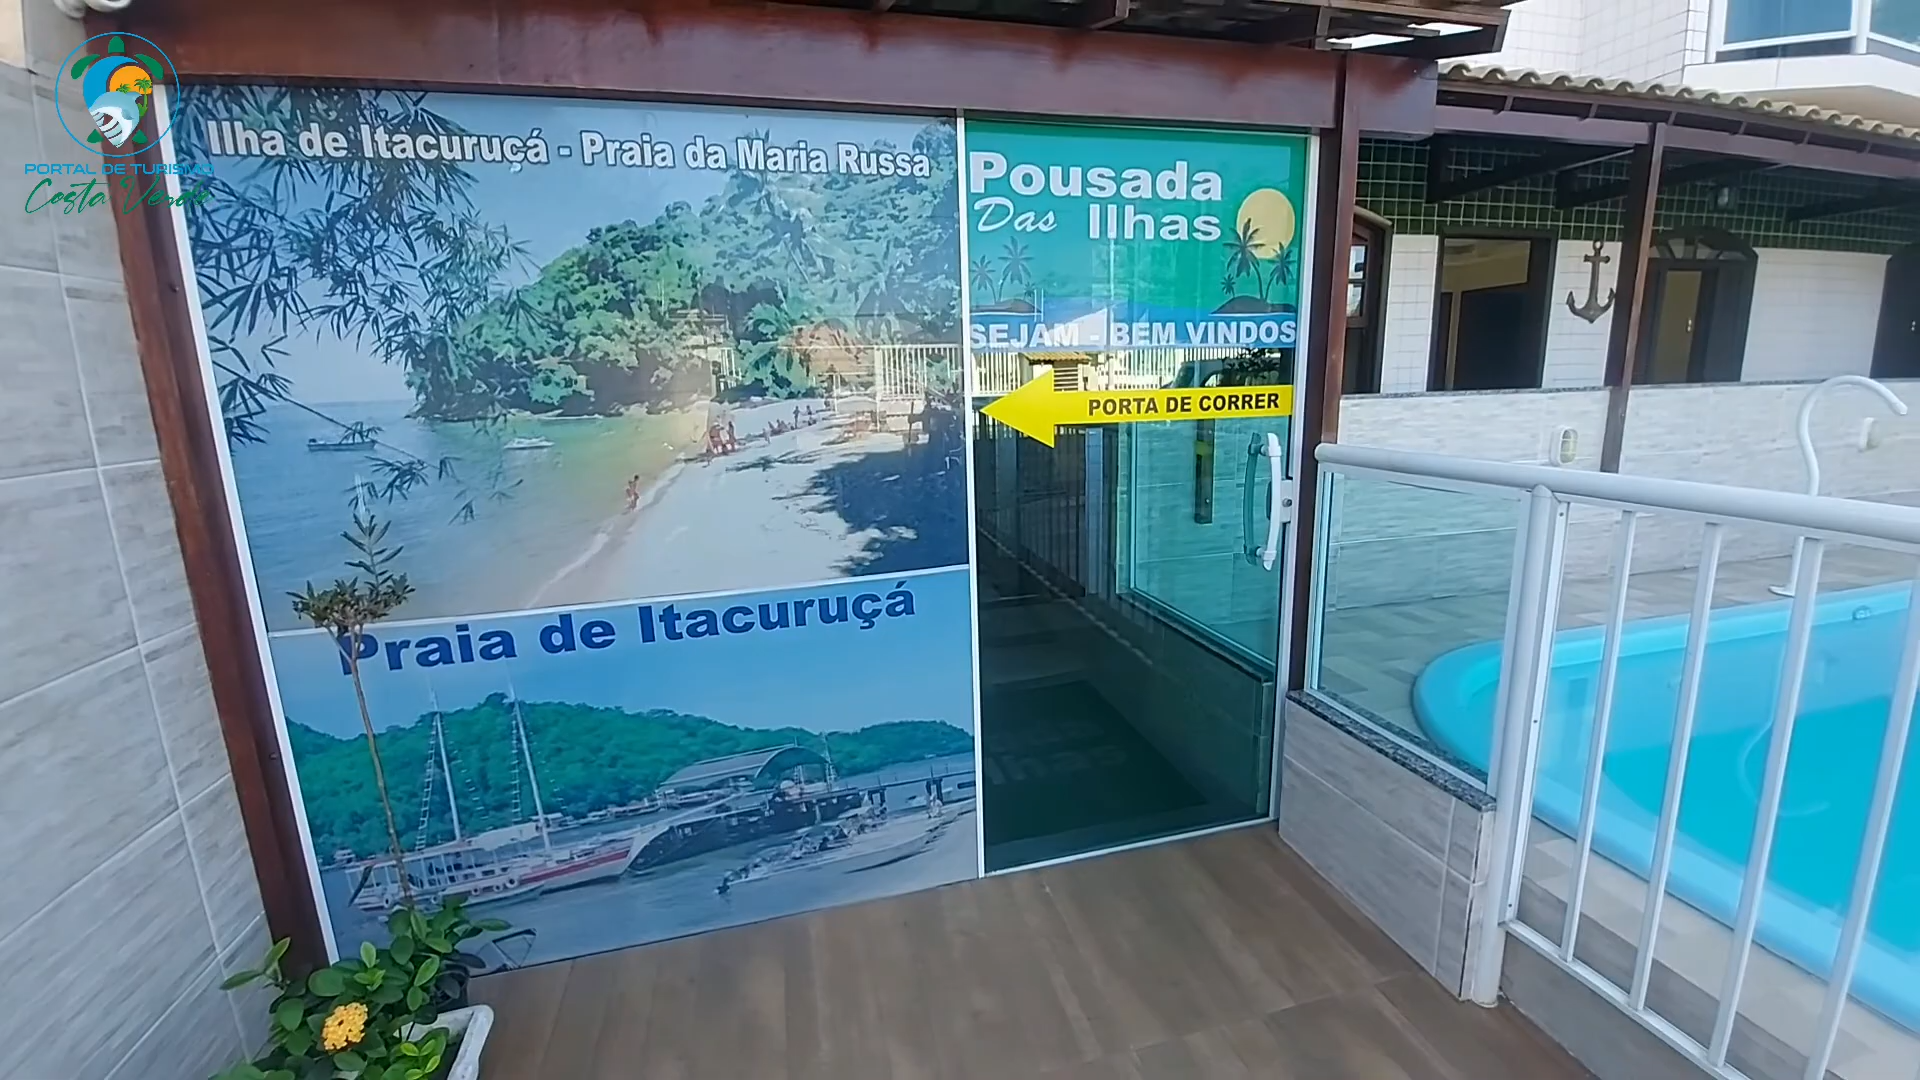 PORTAL DE TURISMO
Costa Verde
Ilha de Itacuruçá - Praia da Maria Russa
Pousada
Das Ilhas
SEJAM - BEM VINDOS
PORTA DE CORRER
Praia de Itacuruçá
Ilhas